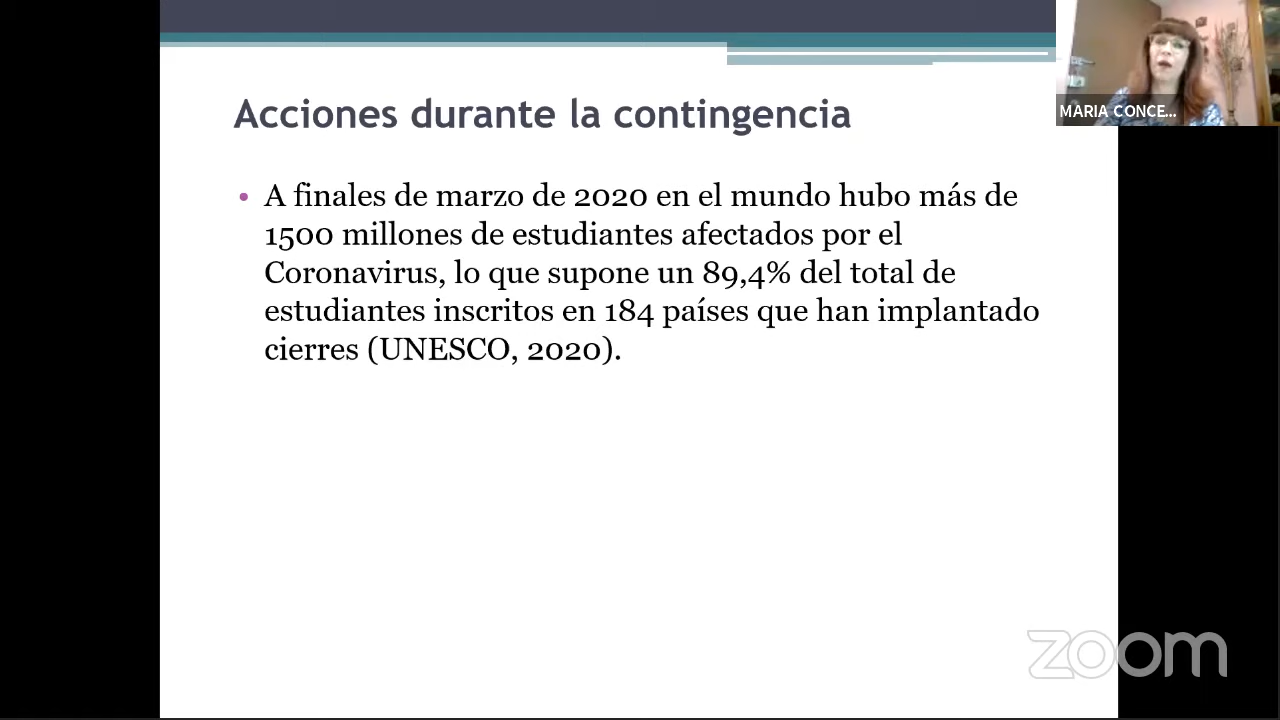 Acciones durante la contingencia
MARIA CONCE...
• A finales de marzo de 2020 en el mundo hubo más de
1500 millones de estudiantes afectados por el
Coronavirus, lo que supone un 89,4% del total de
estudiantes inscritos en 184 países que han implantado
cierres (UNESCO, 2020).
zoom